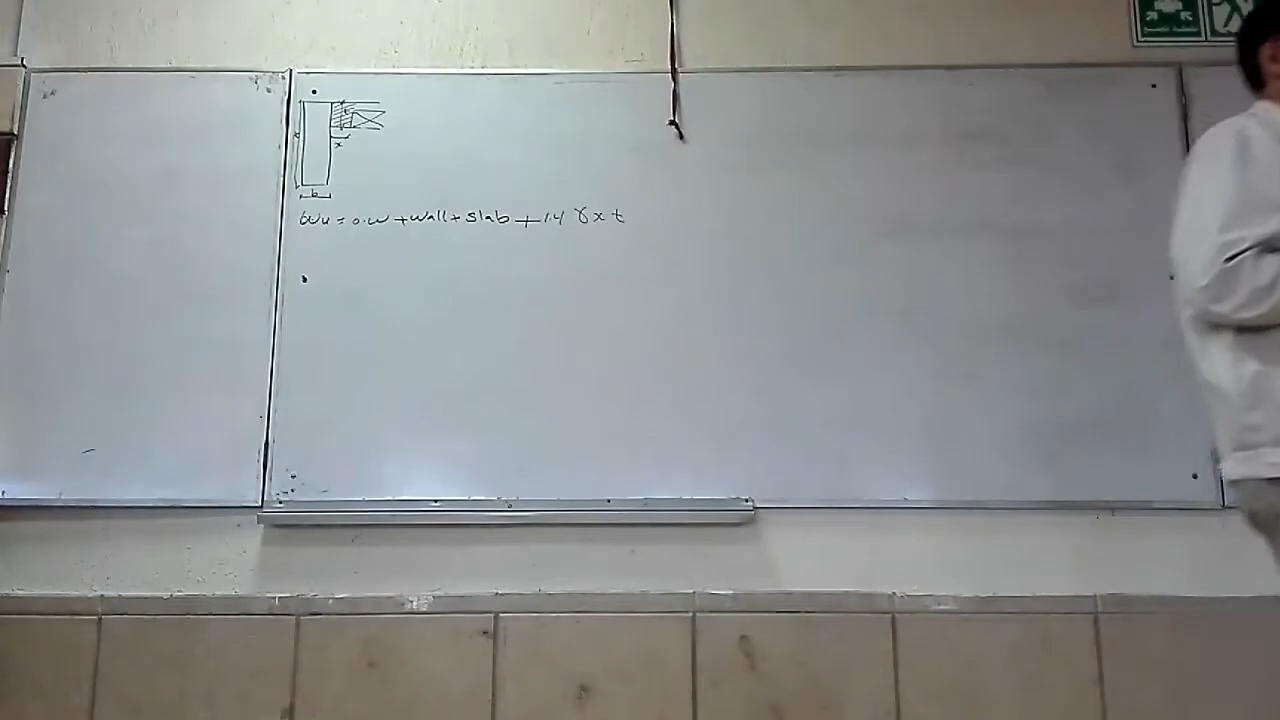 t
x
b
Wu = o.w + wall + slab + 1.4 γ x t